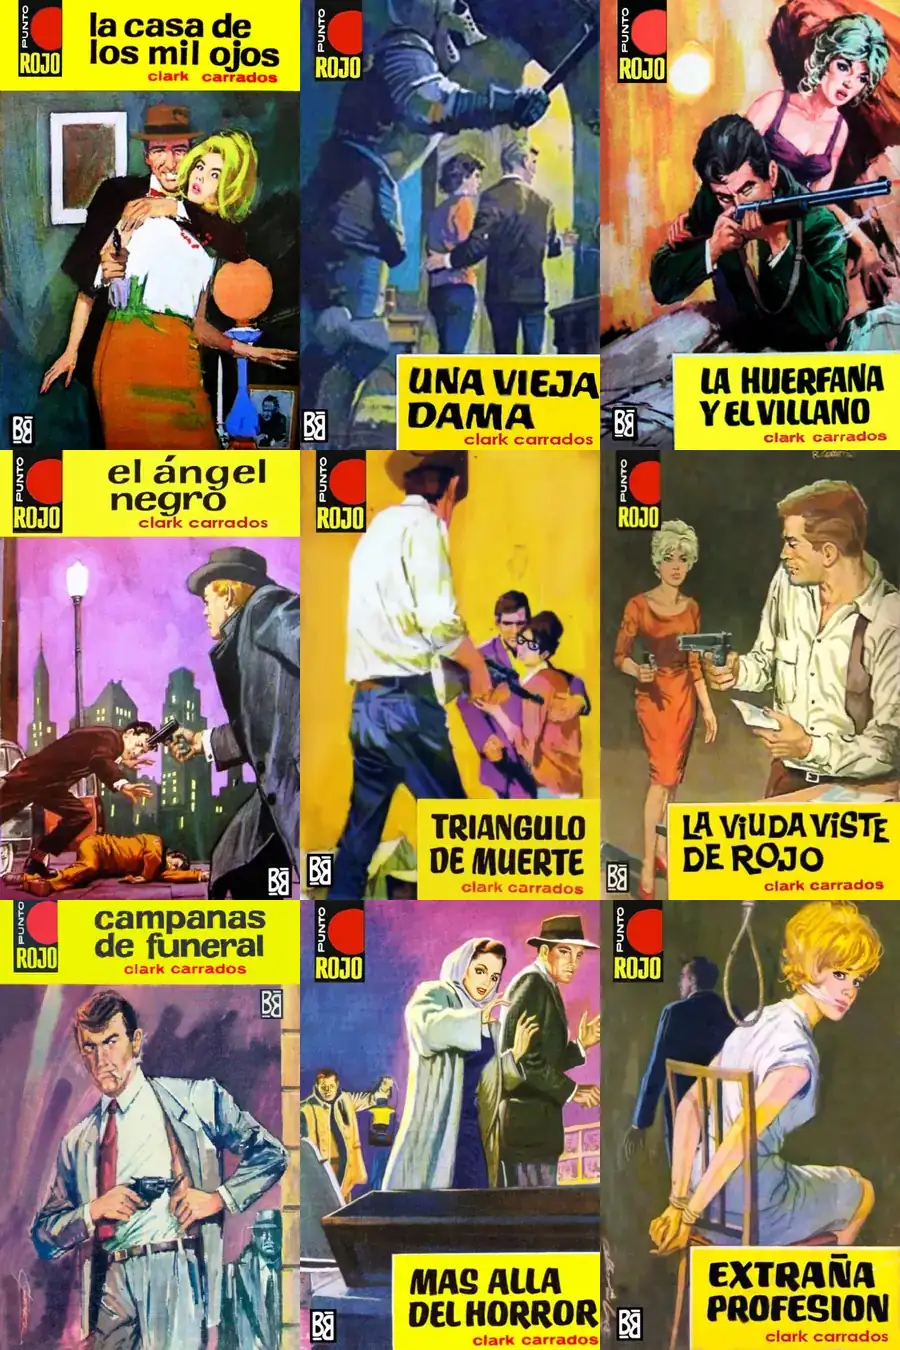 PUNTO
ROJO
la casa de
los mil ojos
clark carrados
BB
PUNTO
ROJO
UNA VIEJA
DAMA
clark carrados
BB
PUNTO
ROJO
LA HUERFANA
Y EL VILLANO
clark carrados
BB
PUNTO
ROJO
el ángel
negro
clark carrados
BB
PUNTO
ROJO
TRIANGULO
DE MUERTE
clark carrados
BB
PUNTO
ROJO
LA VIUDA VISTE
DE ROJO
clark carrados
BB
PUNTO
ROJO
campanas
de funeral
clark carrados
BB
PUNTO
ROJO
MAS ALLA
DEL HORROR
clark carrados
BB
PUNTO
ROJO
EXTRAÑA
PROFESION
clark carrados
BB